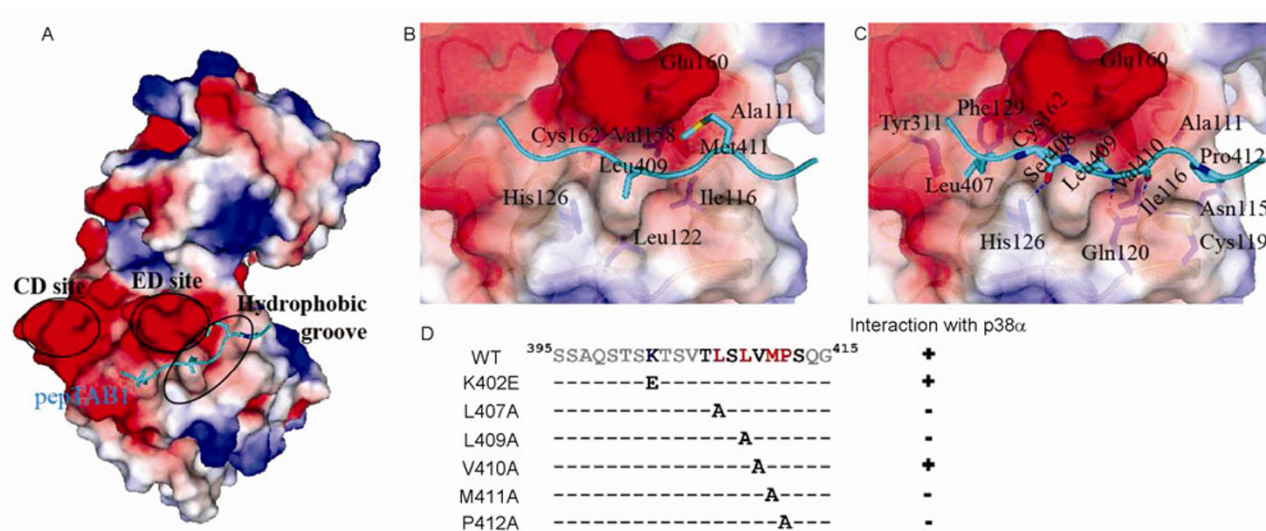 A
CD site
ED site
Hydrophobic
groove
pepTAB1
B
Glu160
Ala111
Cys162
Val158
Met411
Leu409
His126
Ile116
Leu122
C
Glu160
Phe129
Cys162
Ala111
Tyr311
Ser408
Leu409
Val410
Pro412
Leu407
Ile116
Asn115
His126
Gln120
Cys119
D
Interaction with p38α
WT 395SSAQSTSKTSVTLSLVMPSQG415 +
K402E -------E------------- +
L407A ------------A-------- -
L409A --------------A------ -
V410A ---------------A----- +
M411A ----------------A---- -
P412A -----------------A--- -